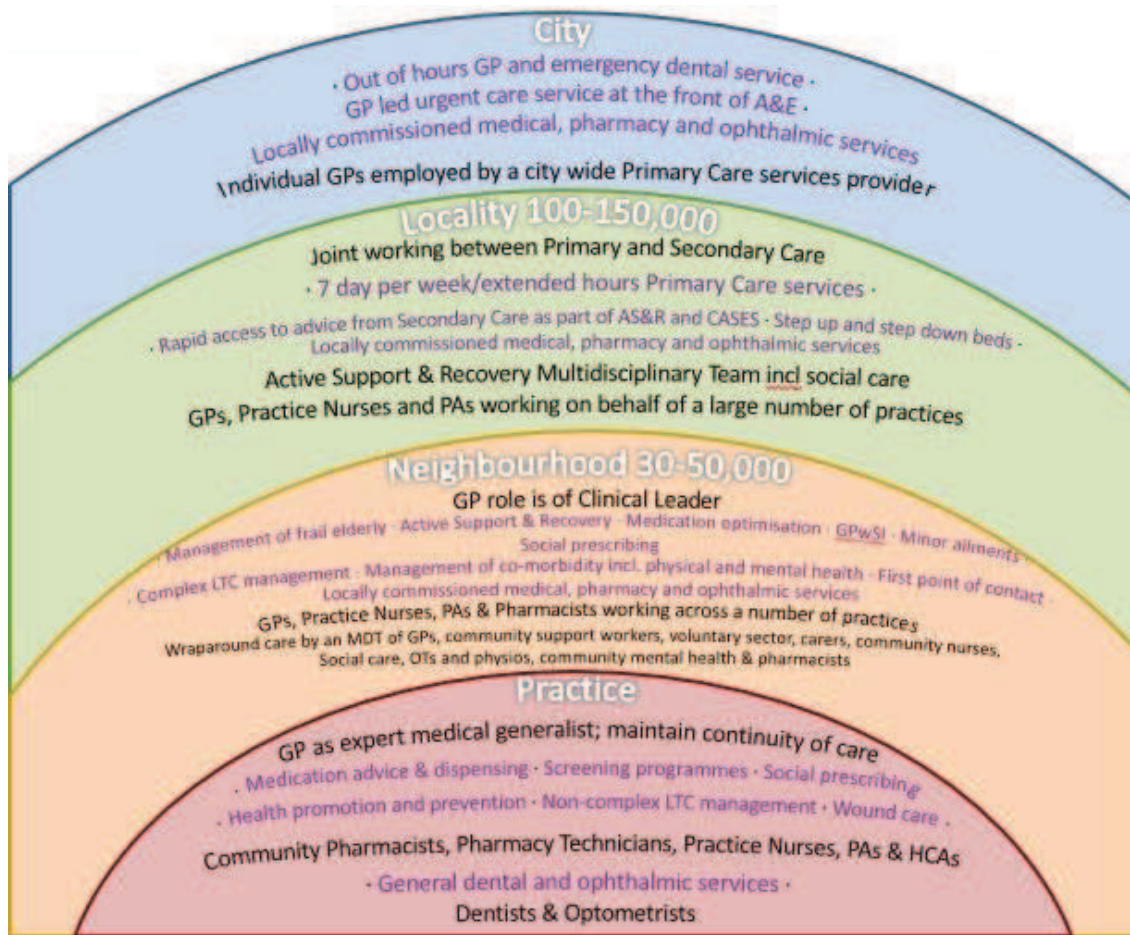 City
· Out of hours GP and emergency dental service ·
GP led urgent care service at the front of A&E ·
Locally commissioned medical, pharmacy and ophthalmic services
Individual GPs employed by a city wide Primary Care services provider
Locality 100-150,000
Joint working between Primary and Secondary Care
· 7 day per week/extended hours Primary Care services ·
· Rapid access to advice from Secondary Care as part of AS&R and CASES · Step up and step down beds ·
Locally commissioned medical, pharmacy and ophthalmic services
Active Support & Recovery Multidisciplinary Team incl social care
GPs, Practice Nurses and PAs working on behalf of a large number of practices
Neighbourhood 30-50,000
GP role is of Clinical Leader
· Management of frail elderly · Active Support & Recovery · Medication optimisation · GPwSI · Minor ailments ·
Social prescribing
· Complex LTC management · Management of co-morbidity incl. physical and mental health · First point of contact ·
Locally commissioned medical, pharmacy and ophthalmic services
GPs, Practice Nurses, PAs & Pharmacists working across a number of practices
Wraparound care by an MDT of GPs, community support workers, voluntary sector, carers, community nurses,
Social care, OTs and physios, community mental health & pharmacists
Practice
GP as expert medical generalist; maintain continuity of care
· Medication advice & dispensing · Screening programmes · Social prescribing
· Health promotion and prevention · Non-complex LTC management · Wound care ·
Community Pharmacists, Pharmacy Technicians, Practice Nurses, PAs & HCAs
· General dental and ophthalmic services ·
Dentists & Optometrists